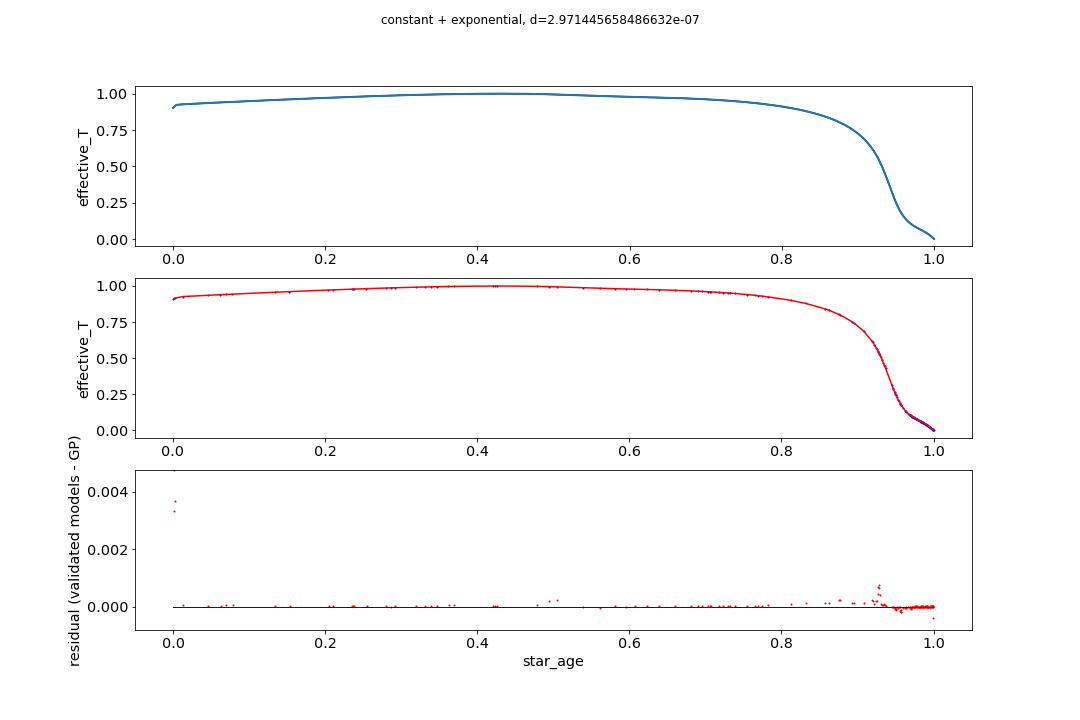 constant + exponential, d=2.971445658486632e-07
1.00
0.75
0.50
0.25
0.00
effective_T
0.0 0.2 0.4 0.6 0.8 1.0
1.00
0.75
0.50
0.25
0.00
effective_T
0.0 0.2 0.4 0.6 0.8 1.0
0.004
0.002
0.000
residual (validated models - GP)
0.0 0.2 0.4 0.6 0.8 1.0
star_age